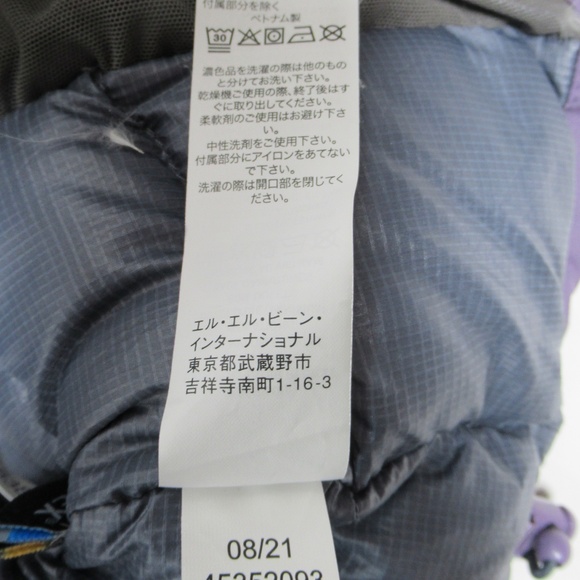 付属部分を除く
ベトナム製
30
濃色品を洗濯の際は他のもの
と分けてお洗い下さい。
乾燥機ご使用の際、終了後はす
ぐに取り出してください。
柔軟剤のご使用はお避け下さ
い。
中性洗剤をご使用下さい。
付属部分にアイロンをあてない
で下さい。
洗濯の際は開口部を閉じてく
ださい。
エル・エル・ビーン・
インターナショナル
東京都武蔵野市
吉祥寺南町1-16-3
08/21
45252093